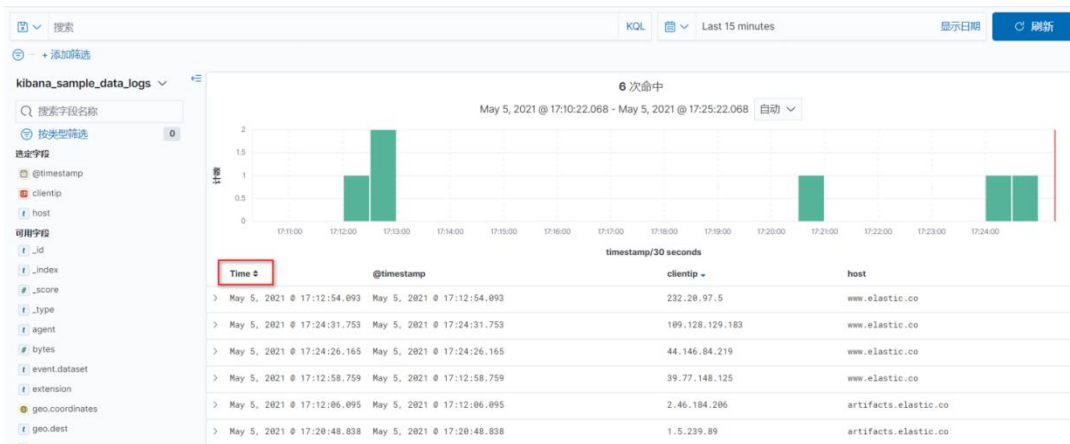 搜索 KQL Last 15 minutes 显示日期 刷新
+ 添加筛选
kibana_sample_data_logs
搜索字段名称
按类型筛选 0
选定字段
@timestamp
clientip
t host
可用字段
t _id
t _index
# _score
t _type
t agent
# bytes
t event.dataset
t extension
geo.coordinates
t geo.dest
6 次命中
May 5, 2021 @ 17:10:22.068 - May 5, 2021 @ 17:25:22.068 自动
计数
2
1.5
1
0.5
0
17:11:00 17:12:00 17:13:00 17:14:00 17:15:00 17:16:00 17:17:00 17:18:00 17:19:00 17:20:00 17:21:00 17:22:00 17:23:00 17:24:00
timestamp/30 seconds
Time @timestamp clientip host
May 5, 2021 @ 17:12:54.093 May 5, 2021 @ 17:12:54.093 232.20.97.5 www.elastic.co
May 5, 2021 @ 17:24:31.753 May 5, 2021 @ 17:24:31.753 109.128.129.183 www.elastic.co
May 5, 2021 @ 17:24:26.165 May 5, 2021 @ 17:24:26.165 44.146.84.219 www.elastic.co
May 5, 2021 @ 17:12:58.759 May 5, 2021 @ 17:12:58.759 39.77.148.125 www.elastic.co
May 5, 2021 @ 17:12:06.095 May 5, 2021 @ 17:12:06.095 2.46.184.206 artifacts.elastic.co
May 5, 2021 @ 17:20:48.838 May 5, 2021 @ 17:20:48.838 1.5.239.89 artifacts.elastic.co